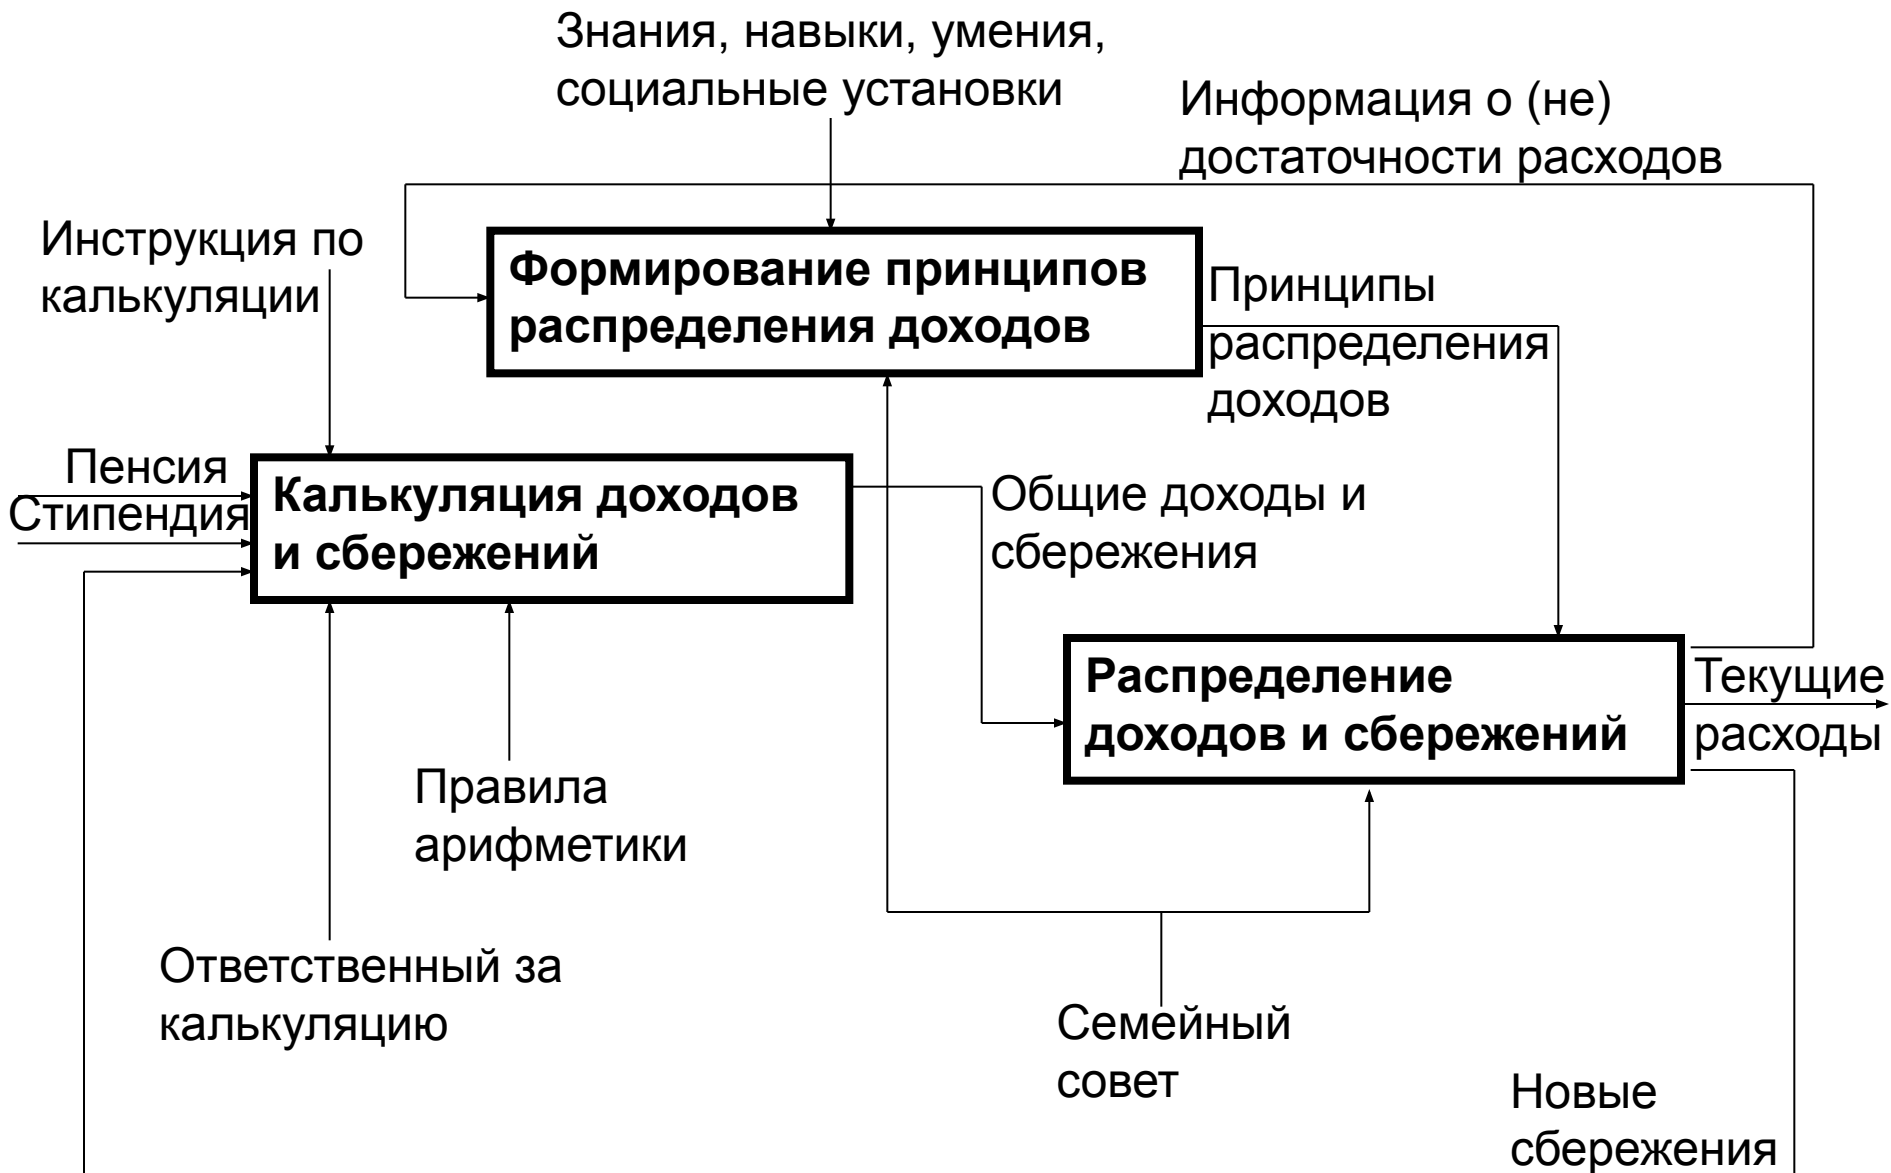 Знания, навыки, умения,
социальные установки
Информация о (не)
достаточности расходов
Инструкция по
калькуляции
Формирование принципов
распределения доходов
Принципы
распределения
доходов
Пенсия
Стипендия
Калькуляция доходов
и сбережений
Общие доходы и
сбережения
Распределение
доходов и сбережений
Текущие
расходы
Правила
арифметики
Ответственный за
калькуляцию
Семейный
совет
Новые
сбережения